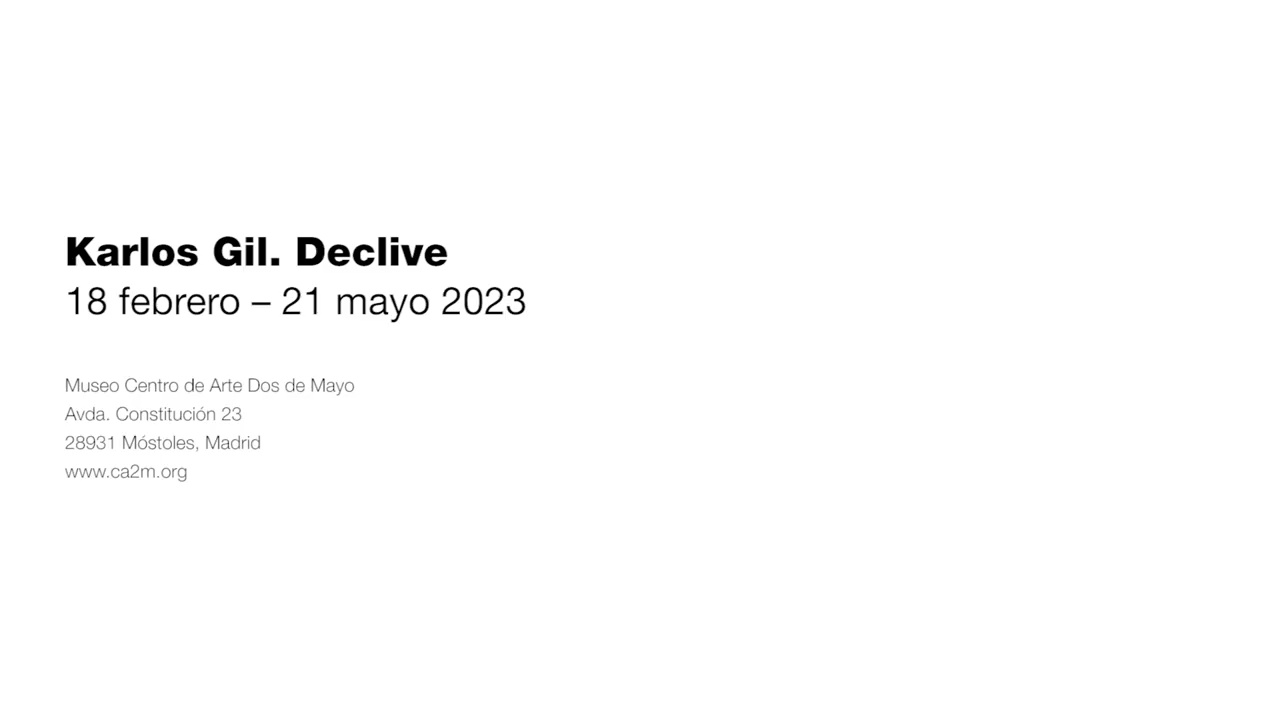 Karlos Gil. Declive
18 febrero – 21 mayo 2023
Museo Centro de Arte Dos de Mayo
Avda. Constitución 23
28931 Móstoles, Madrid
www.ca2m.org